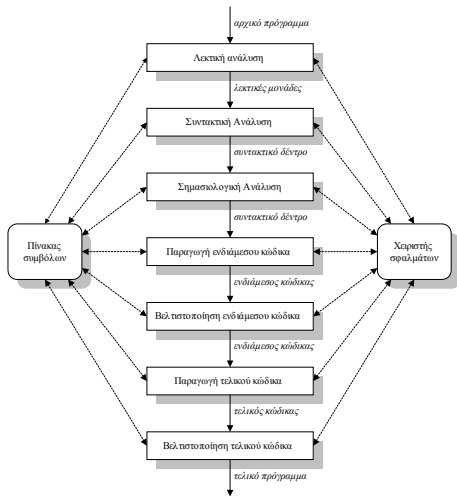 αρχικό πρόγραμμα
Λεκτική ανάλυση
λεκτικές μονάδες
Συντακτική Ανάλυση
συντακτικό δέντρο
Σημασιολογική Ανάλυση
συντακτικό δέντρο
Πίνακας
συμβόλων
Παραγωγή ενδιάμεσου κώδικα
Χειριστής
σφαλμάτων
ενδιάμεσος κώδικας
Βελτιστοποίηση ενδιάμεσου κώδικα
ενδιάμεσος κώδικας
Παραγωγή τελικού κώδικα
τελικός κώδικας
Βελτιστοποίηση τελικού κώδικα
τελικό πρόγραμμα